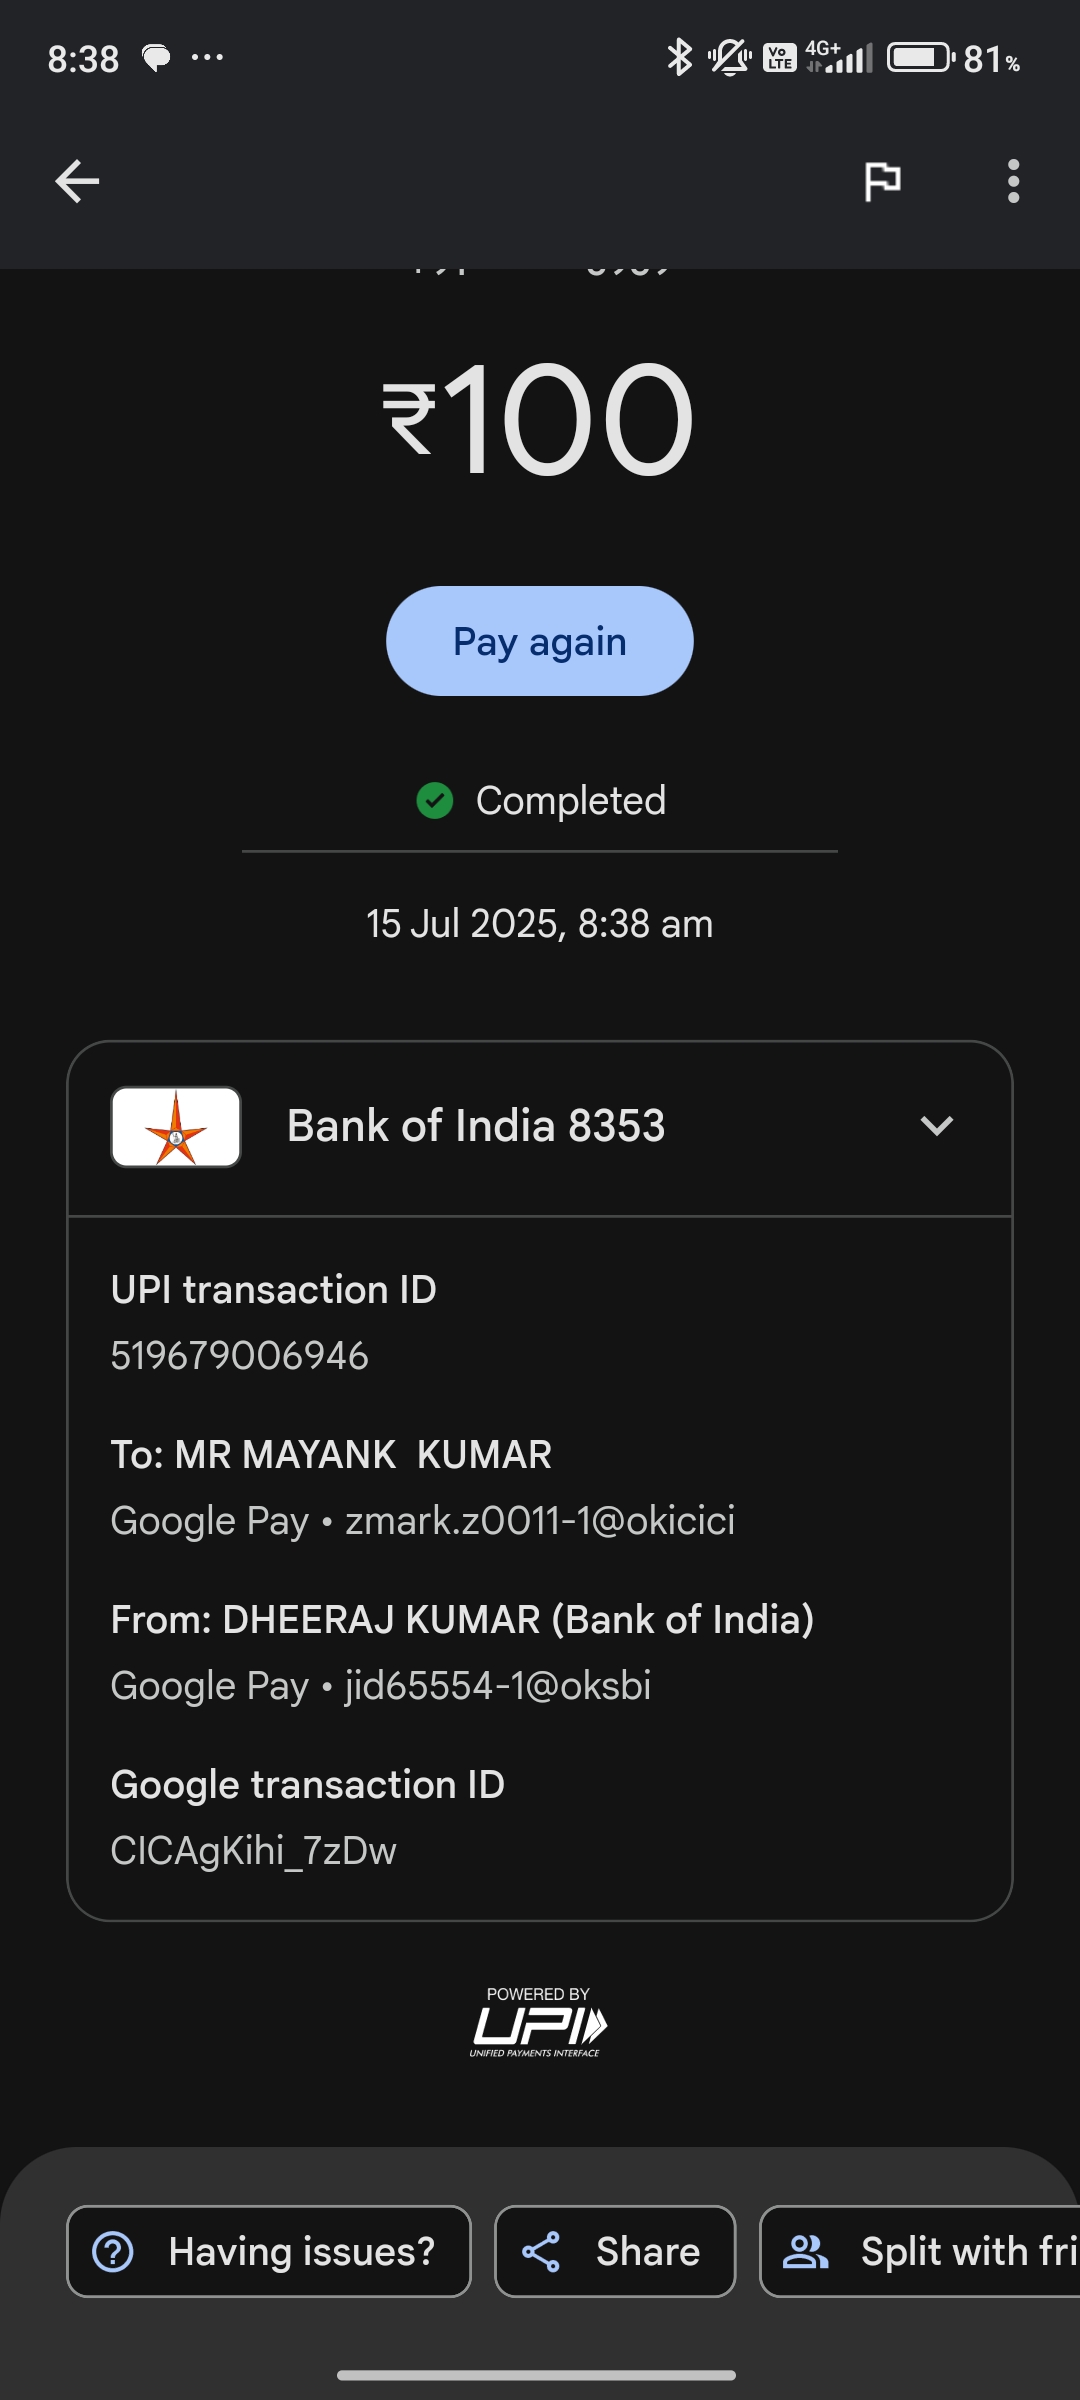 8:38
Vo LTE 4G+ 81%
₹100
Pay again
Completed
15 Jul 2025, 8:38 am
Bank of India 8353
UPI transaction ID
519679006946
To: MR MAYANK  KUMAR
Google Pay • zmark.z0011-1@okicici
From: DHEERAJ KUMAR (Bank of India)
Google Pay • jid65554-1@oksbi
Google transaction ID
CICAgKihi_7zDw
POWERED BY
UPI
UNIFIED PAYMENTS INTERFACE
Having issues?
Share
Split with fri